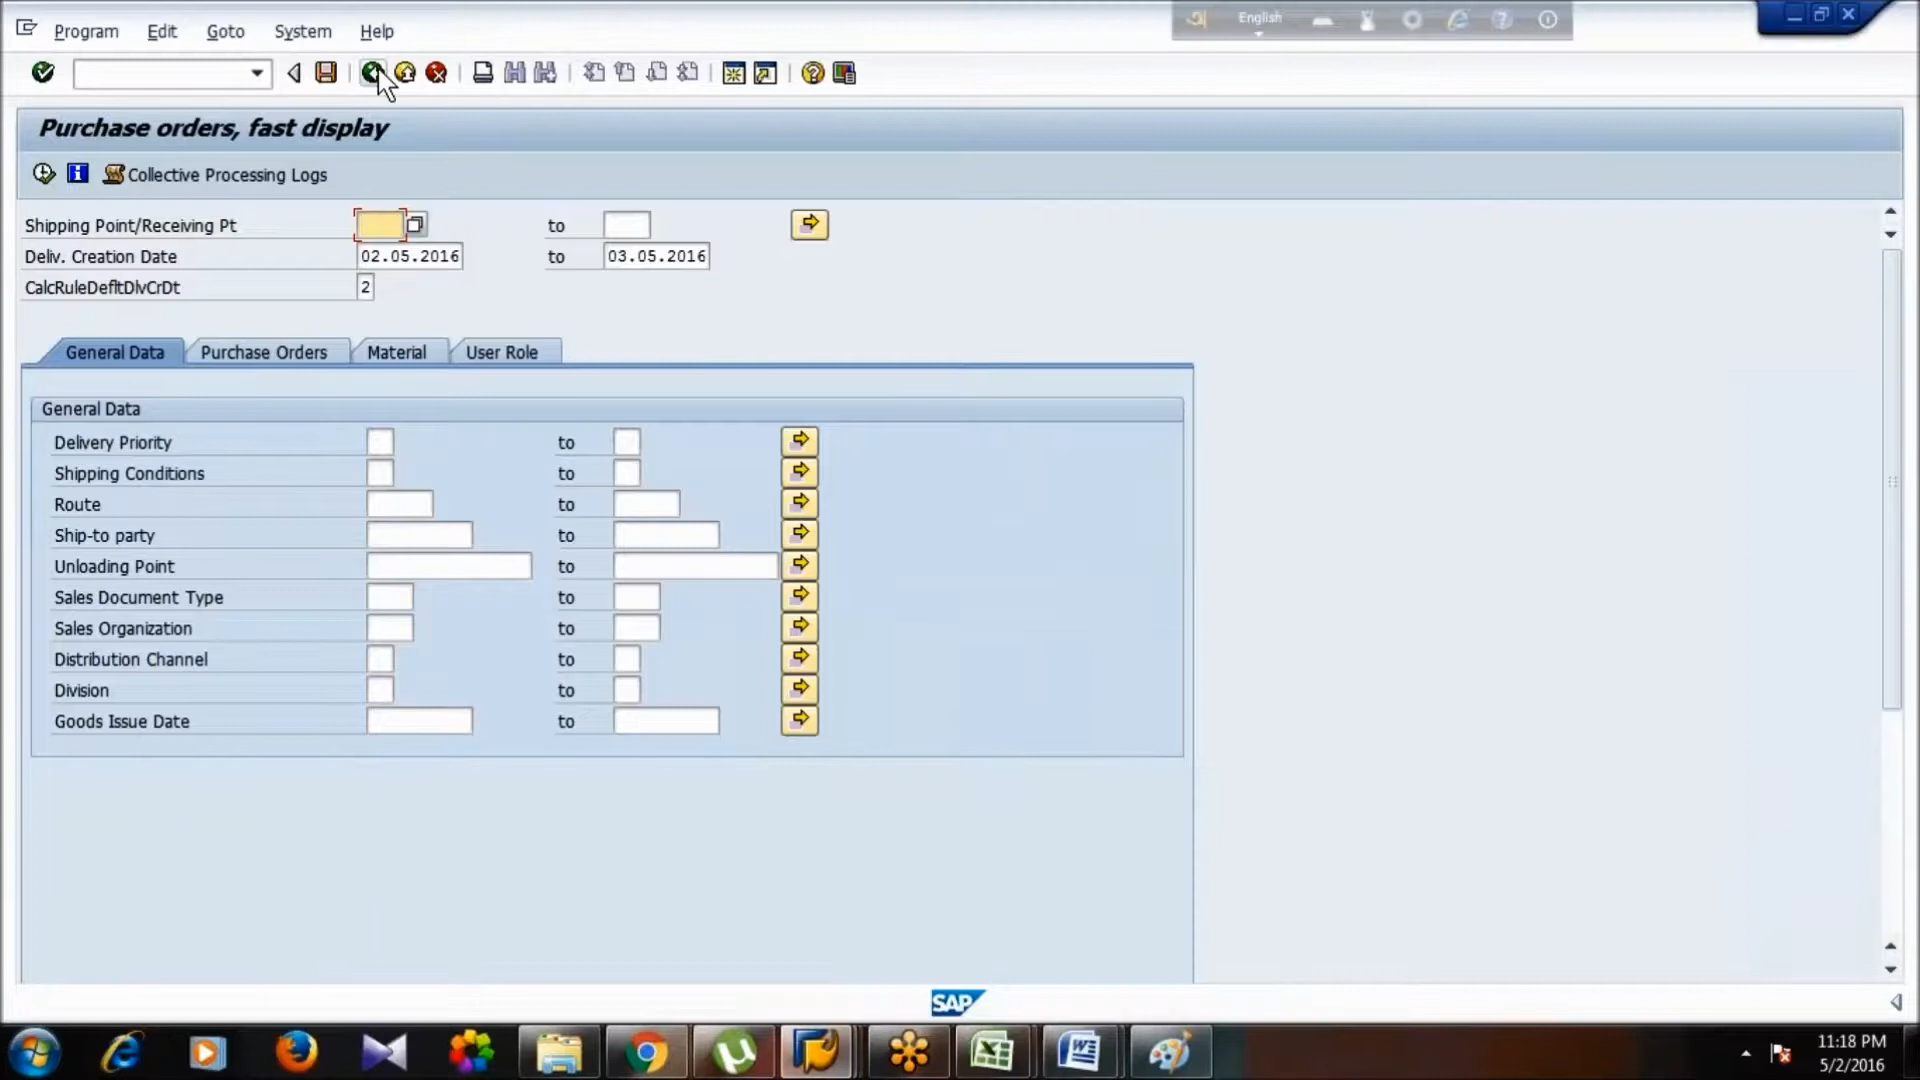 Program Edit Goto System Help
English
Purchase orders, fast display
Collective Processing Logs
Shipping Point/Receiving Pt to
Deliv. Creation Date 02.05.2016 to 03.05.2016
CalcRuleDefltDlvCrDt 2
General Data Purchase Orders Material User Role
General Data
Delivery Priority to
Shipping Conditions to
Route to
Ship-to party to
Unloading Point to
Sales Document Type to
Sales Organization to
Distribution Channel to
Division to
Goods Issue Date to
SAP
11:18 PM
5/2/2016